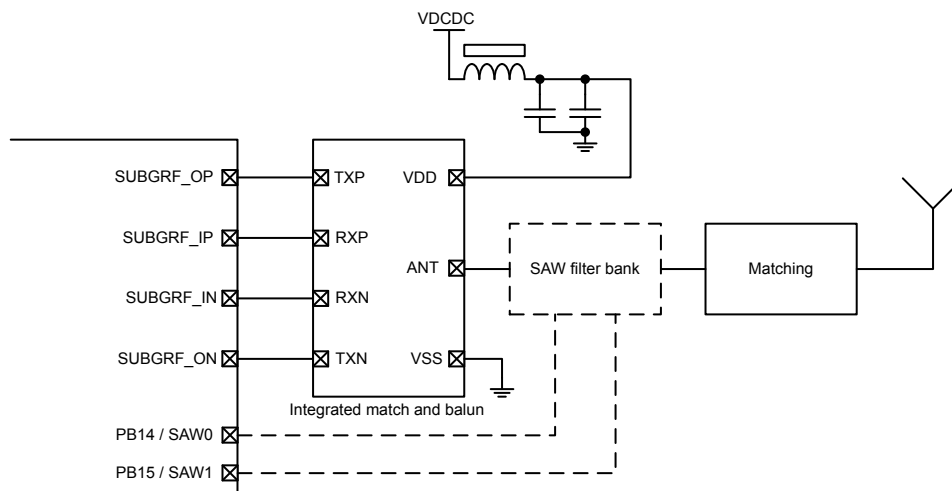 VDCDC
SUBGRF_OP
TXP
VDD
SUBGRF_IP
RXP
ANT
SAW filter bank
Matching
SUBGRF_IN
RXN
SUBGRF_ON
TXN
VSS
Integrated match and balun
PB14 / SAW0
PB15 / SAW1